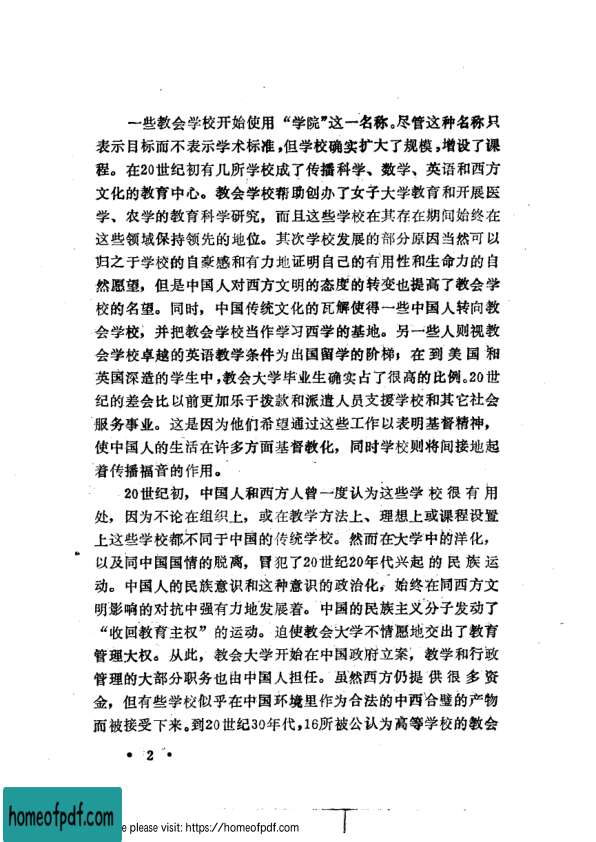 一些教会学校开始使用“学院”这一名称。尽管这种名称只
表示目标而不表示学术标准,但学校确实扩大了规模,增设了课
程。在20世纪初有几所学校成了传播科学、数学、英语和西方
文化的教育中心。教会学校帮助创办了女子大学教育和开展医
学、农学的教育科学研究,而且这些学校在其存在期间始终在
这些领域保持领先的地位。其次学校发展的部分原因当然可以
归之于学校的自豪感和有力地证明自己的有用性和生命力的自
然愿望,但是中国人对西方文明的态度的转变也提高了教会学
校的名望。同时,中国传统文化的瓦解使得一些中国人转向教
会学校,并把教会学校当作学习西学的基地。另一些人则视教
会学校卓越的英语教学条件为出国留学的阶梯;在到美国和
英国深造的学生中,教会大学毕业生确实占了很高的比例。20世
纪的差会比以前更加乐于拨款和派遣人员支援学校和其它社会
服务事业。这是因为他们希望通过这些工作以表明基督精神,
使中国人的生活在许多方面基督教化,同时学校则将间接地起
着传播福音的作用。
20世纪初,中国人和西方人曾一度认为这些学校很有用
处,因为不论在组织上,或在教学方法上、理想上或课程设置
上这些学校都不同于中国的传统学校。然而在大学中的洋化,
以及同中国国情的脱离,冒犯了20世纪20年代兴起的民族运
动。中国人的民族意识和这种意识的政治化,始终在同西方文
明影响的对抗中强有力地发展着。中国的民族主义分子发动了
“收回教育主权”的运动。迫使教会大学不情愿地交出了教育
管理大权。从此,教会大学开始在中国政府立案,教学和行政
管理的大部分职务也由中国人担任。虽然西方仍提供很多资
金,但有些学校似乎在中国环境里作为合法的中西合璧的产物
而被接受下来。到20世纪30年代,16所被公认为高等学校的教会
• 2 •
homeofpdf.com
e please visit: https://homeofpdf.com